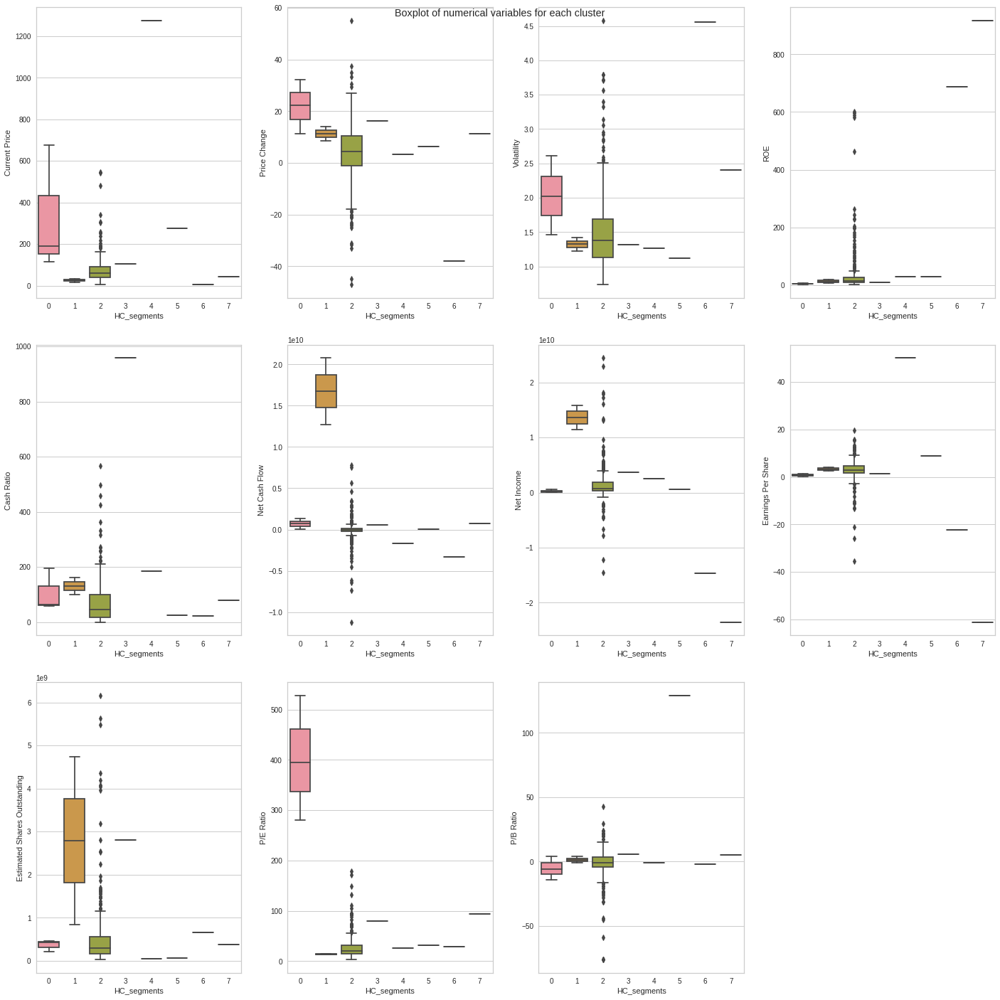 Boxplot of numerical variables for each cluster
Current Price
1200
1000
800
600
400
200
0
0 1 2 3 4 5 6 7
HC_segments
Price Change
60
40
20
0
−20
−40
0 1 2 3 4 5 6 7
HC_segments
Volatility
4.5
4.0
3.5
3.0
2.5
2.0
1.5
1.0
0 1 2 3 4 5 6 7
HC_segments
ROE
800
600
400
200
0
0 1 2 3 4 5 6 7
HC_segments
Cash Ratio
1000
800
600
400
200
0
0 1 2 3 4 5 6 7
HC_segments
1e10
Net Cash Flow
2.0
1.5
1.0
0.5
0.0
−0.5
−1.0
0 1 2 3 4 5 6 7
HC_segments
1e10
Net Income
2
1
0
−1
−2
0 1 2 3 4 5 6 7
HC_segments
Earnings Per Share
40
20
0
−20
−40
−60
0 1 2 3 4 5 6 7
HC_segments
1e9
Estimated Shares Outstanding
6
5
4
3
2
1
0
0 1 2 3 4 5 6 7
HC_segments
P/E Ratio
500
400
300
200
100
0
0 1 2 3 4 5 6 7
HC_segments
P/B Ratio
100
50
0
−50
0 1 2 3 4 5 6 7
HC_segments